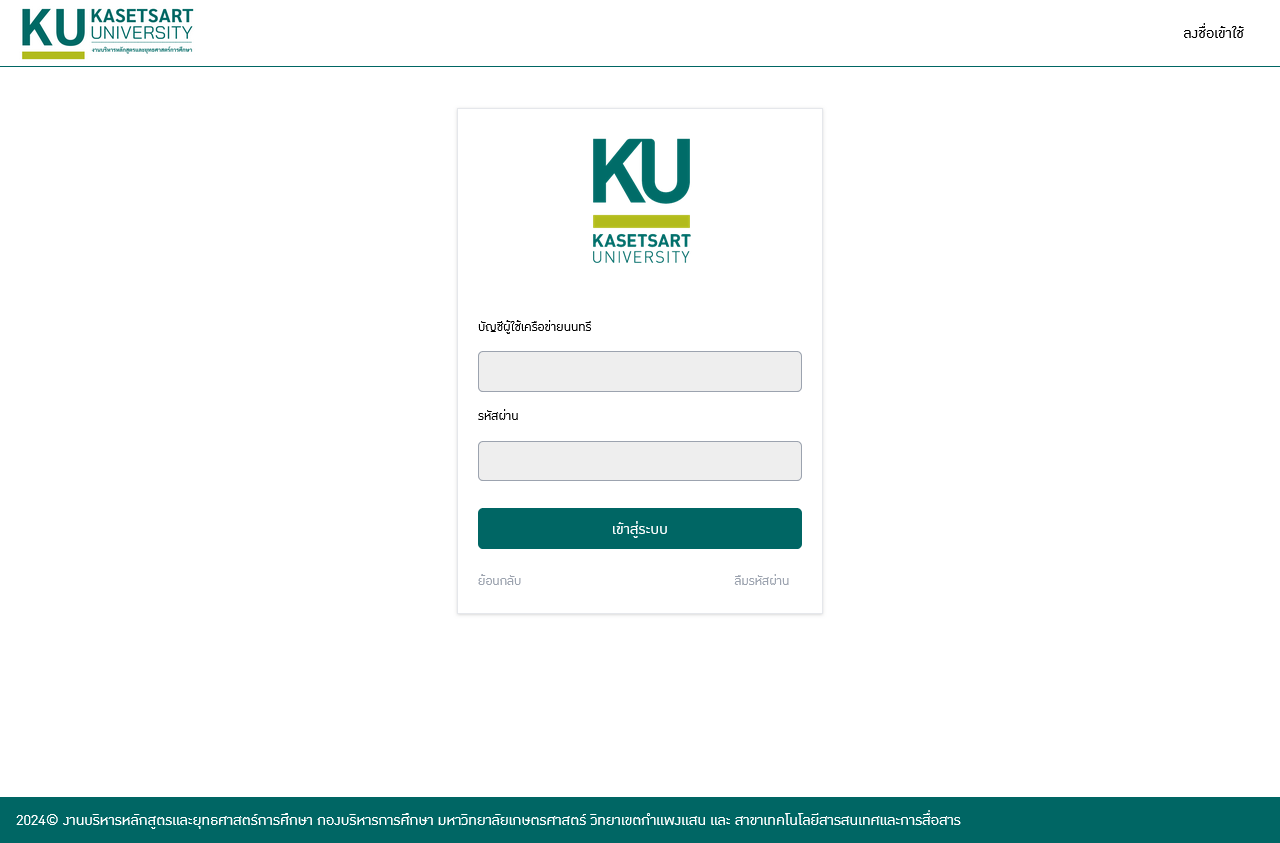 KU KASETSART
UNIVERSITY
งานบริหารหลักสูตรและยุทธศาสตร์การศึกษา
ลงชื่อเข้าใช้
KU
KASETSART
UNIVERSITY
บัญชีผู้ใช้เครือข่ายนนทรี
รหัสผ่าน
เข้าสู่ระบบ
ย้อนกลับ ลืมรหัสผ่าน
2024© งานบริหารหลักสูตรและยุทธศาสตร์การศึกษา กองบริหารการศึกษา มหาวิทยาลัยเกษตรศาสตร์ วิทยาเขตกำแพงแสน และ สาขาเทคโนโลยีสารสนเทศและการสื่อสาร